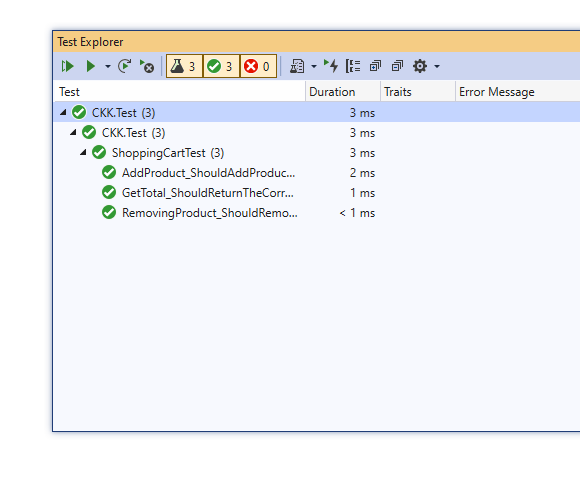 Test Explorer
3 3 0
Test Duration Traits Error Message
CKK.Test (3) 3 ms
CKK.Test (3) 3 ms
ShoppingCartTest (3) 3 ms
AddProduct_ShouldAddProduc... 2 ms
GetTotal_ShouldReturnTheCorr... 1 ms
RemovingProduct_ShouldRemo... < 1 ms